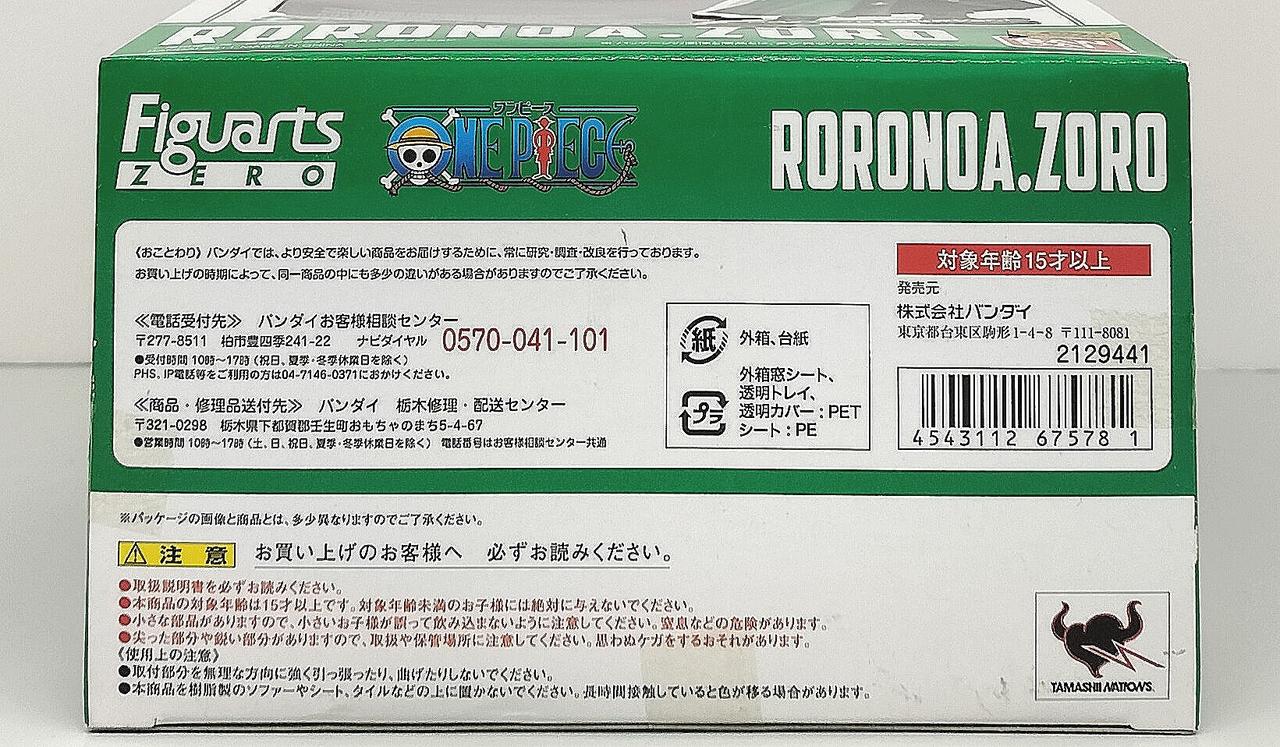 RORONOA.ZORO
Figuarts
ZERO
ワンピース
ONE PIECE
RORONOA.ZORO
《おことわり》バンダイでは、より安全で楽しい商品をお届けするために、常に研究・調査・改良を行っております。
お買い上げの時期によって、同一商品の中にも多少の違いがある場合がありますのでご了承ください。
≪電話受付先≫ バンダイお客様相談センター
〒277-8511 柏市豊四季241-22 ナビダイヤル 0570-041-101
●受付時間 10時～17時(祝日、夏季・冬季休業日を除く)
PHS、IP電話等をご利用の方は04-7146-0371におかけください。
≪商品・修理品送付先≫ バンダイ 栃木修理・配送センター
〒321-0298 栃木県下都賀郡壬生町おもちゃのまち5-4-67
●営業時間 10時～17時(土、日、祝日、夏季・冬季休業日を除く) 電話番号はお客様相談センター共通
紙
外箱、台紙
プラ
外箱窓シート、
透明トレイ、
透明カバー:PET
シート:PE
対象年齢15才以上
発売元
株式会社バンダイ
東京都台東区駒形1-4-8 〒111-8081
2129441
4543112 67578 1
※パッケージの画像と商品とは、多少異なりますのでご了承ください。
注意 お買い上げのお客様へ 必ずお読みください。
●取扱説明書を必ずお読みください。
●本商品の対象年齢は15才以上です。対象年齢未満のお子様には絶対に与えないでください。
●小さな部品がありますので、小さいお子様が誤って飲み込まないように注意してください。窒息などの危険があります。
●尖った部分や鋭い部分がありますので、取扱や保管場所に注意してください。思わぬケガをするおそれがあります。
《使用上の注意》
●取付部分を無理な方向に強く引っ張ったり、曲げたりしないでください。
●本商品を樹脂製のソファーやシート、タイルなどの上に置かないでください。長時間接触していると色が移る場合があります。
TAMASHII NATIONS